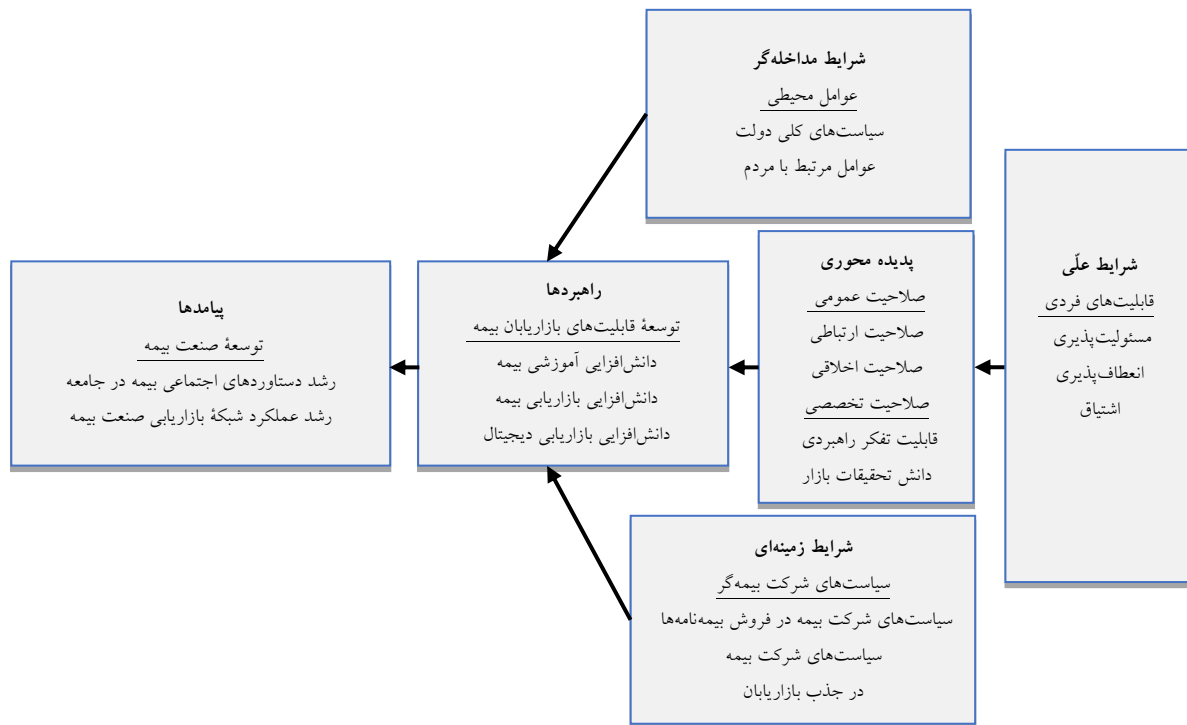 شرایط مداخله‌گر
عوامل محیطی
سیاست‌های کلی دولت
عوامل مرتبط با مردم
شرایط علّی
قابلیت‌های فردی
مسئولیت‌پذیری
انعطاف‌پذیری
اشتیاق
پدیده محوری
صلاحیت عمومی
صلاحیت ارتباطی
صلاحیت اخلاقی
صلاحیت تخصصی
قابلیت تفکر راهبردی
دانش تحقیقات بازار
راهبردها
توسعۀ قابلیت‌های بازاریابان بیمه
دانش‌افزایی آموزشی بیمه
دانش‌افزایی بازاریابی بیمه
دانش‌افزایی بازاریابی دیجیتال
پیامدها
توسعۀ صنعت بیمه
رشد دستاوردهای اجتماعی بیمه در جامعه
رشد عملکرد شبکۀ بازاریابی صنعت بیمه
شرایط زمینه‌ای
سیاست‌های شرکت بیمه‌گر
سیاست‌های شرکت بیمه در فروش بیمه‌نامه‌ها
سیاست‌های شرکت بیمه
در جذب بازاریابان